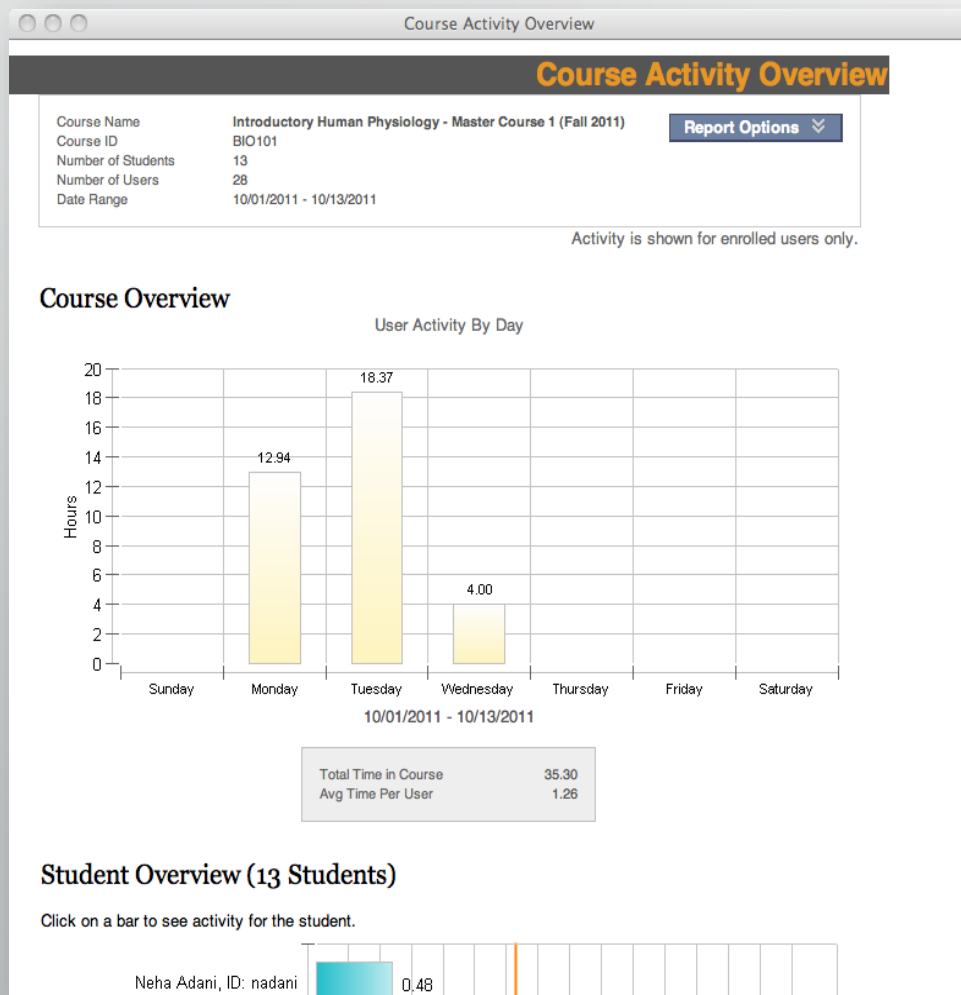 Course Activity Overview
Course Activity Overview
Course Name Introductory Human Physiology - Master Course 1 (Fall 2011)
Report Options
Course ID BIO101
Number of Students 13
Number of Users 28
Date Range 10/01/2011 - 10/13/2011
Activity is shown for enrolled users only.
Course Overview
User Activity By Day
Hours
20
18
16
14
12
10
8
6
4
2
0
12.94
18.37
4.00
Sunday Monday Tuesday Wednesday Thursday Friday Saturday
10/01/2011 - 10/13/2011
Total Time in Course 35.30
Avg Time Per User 1.26
Student Overview (13 Students)
Click on a bar to see activity for the student.
Neha Adani, ID: nadani 0.48